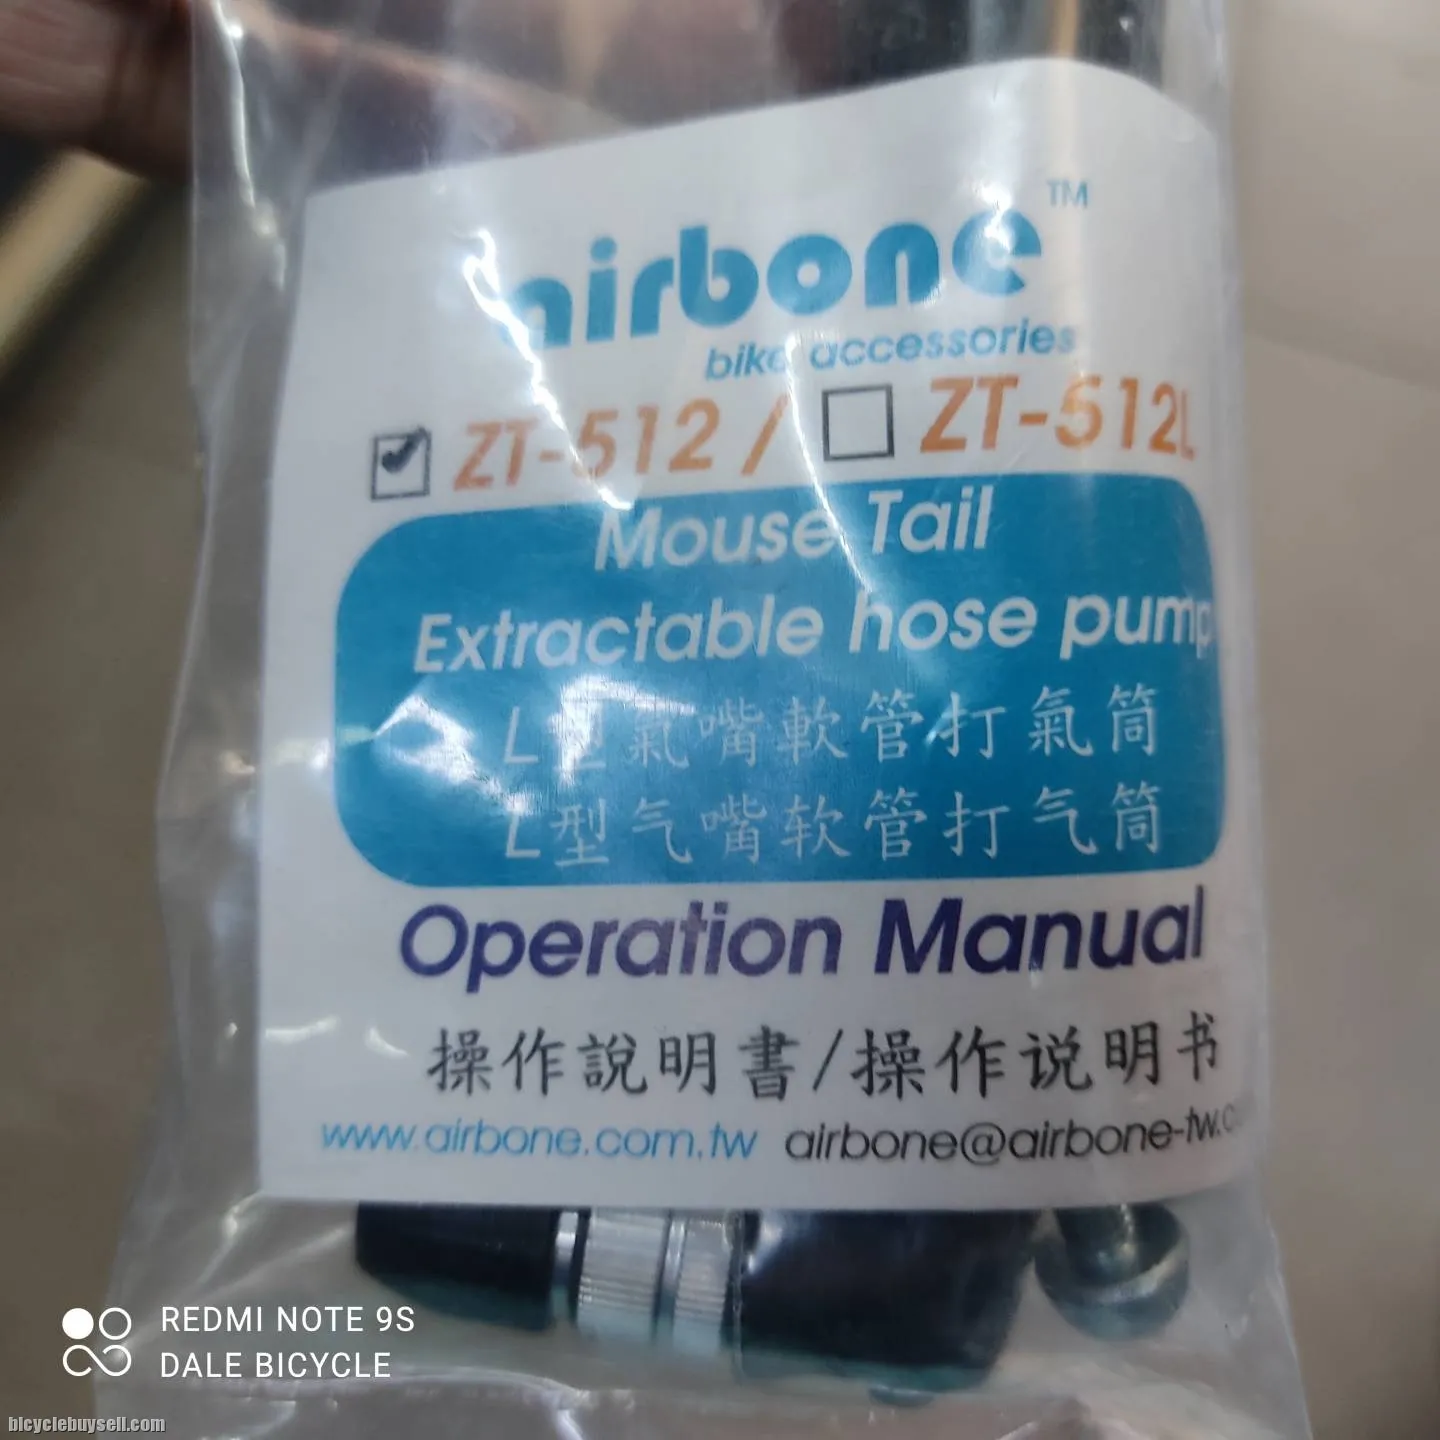 airbone™
bike accessories
ZT-512 / ZT-512L
Mouse Tail
Extractable hose pump
L型氣嘴軟管打氣筒
L型气嘴软管打气筒
Operation Manual
操作說明書/操作说明书
www.airbone.com.tw airbone@airbone-tw.c
REDMI NOTE 9S
DALE BICYCLE
bicyclebuysell.com